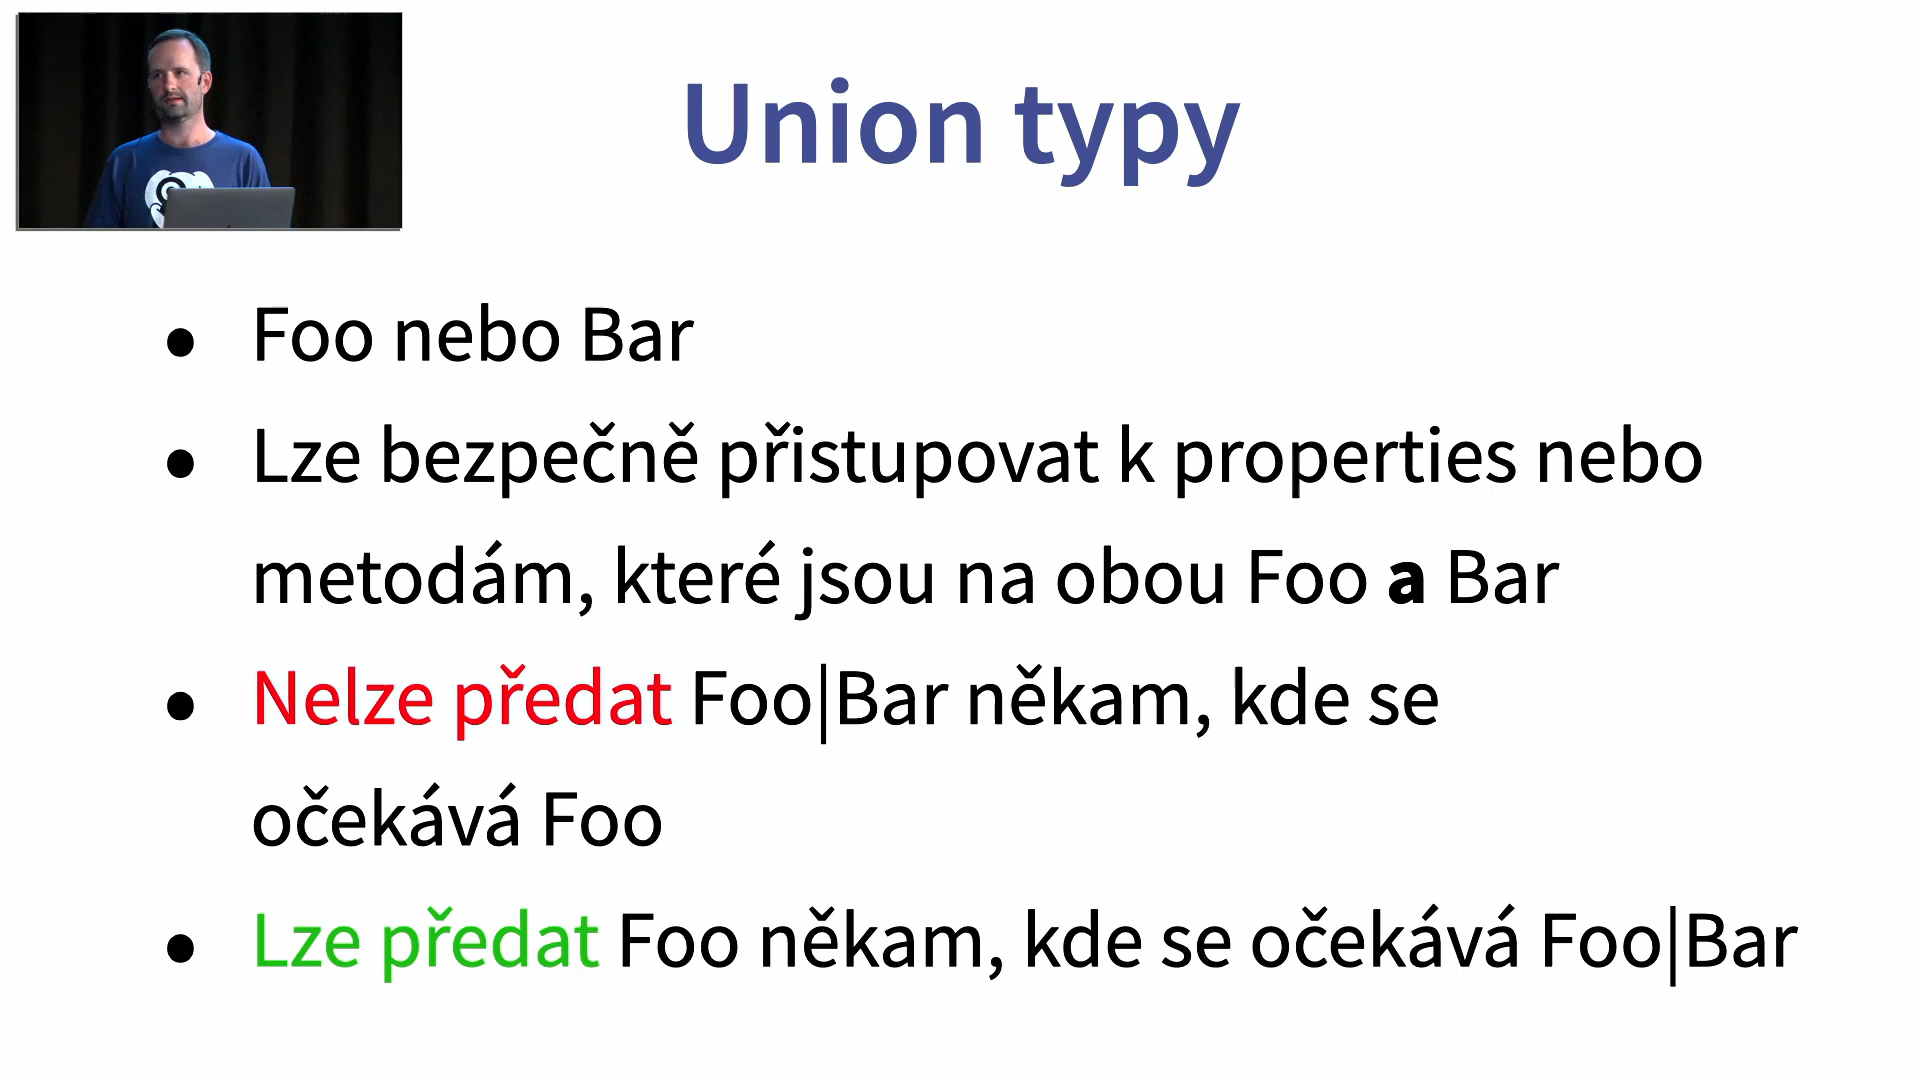 Union typy
Foo nebo Bar
Lze bezpečně přistupovat k properties nebo
metodám, které jsou na obou Foo a Bar
Nelze předat Foo|Bar někam, kde se
očekává Foo
Lze předat Foo někam, kde se očekává Foo|Bar